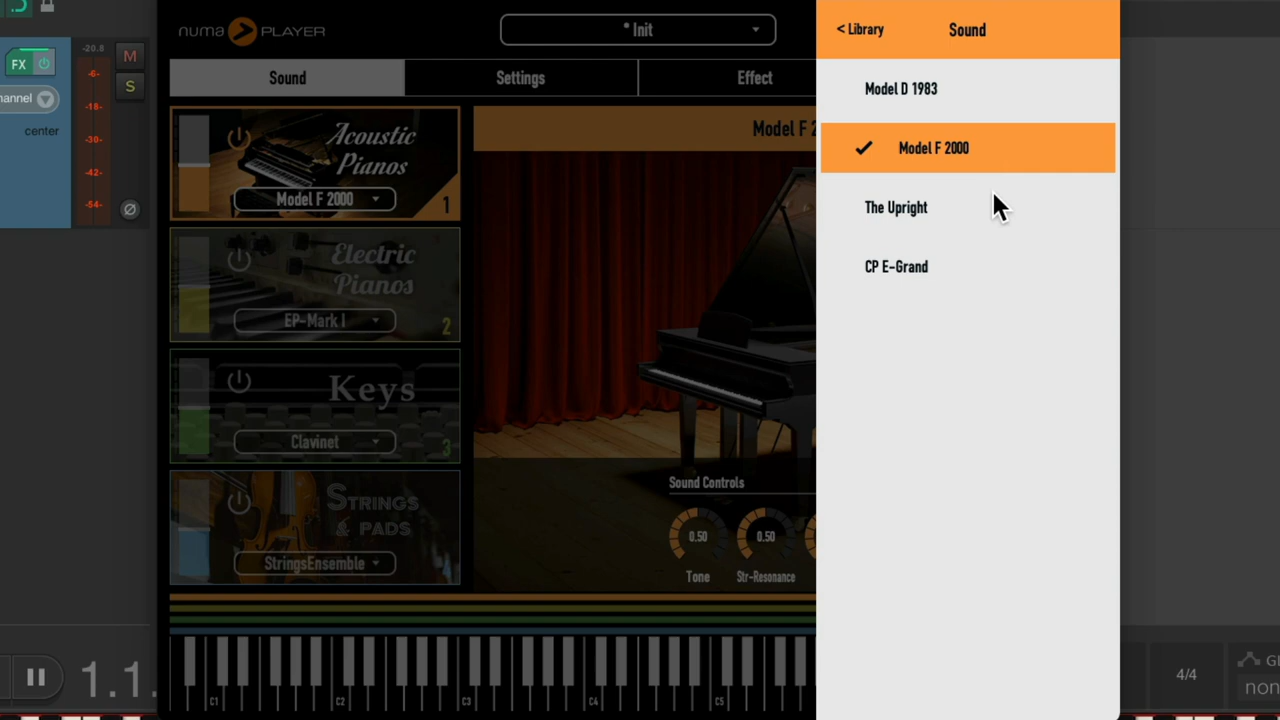 numa PLAYER
* Init
< Library
Sound
Sound
Settings
Effect
Model D 1983
Model F 2000
The Upright
CP E-Grand
-20.8
FX
M
-6-
S
-18-
center
-30-
-42-
-54-
Acoustic
Pianos
Model F 2000
1
Electric
Pianos
EP-Mark I
2
Keys
Clavinet
3
STRINGS
& PADS
StringsEnsemble
Model F 2
Sound Controls
0.50
0.50
Tone
Str-Resonance
C1
C2
C3
C4
C5
1.1.
4/4